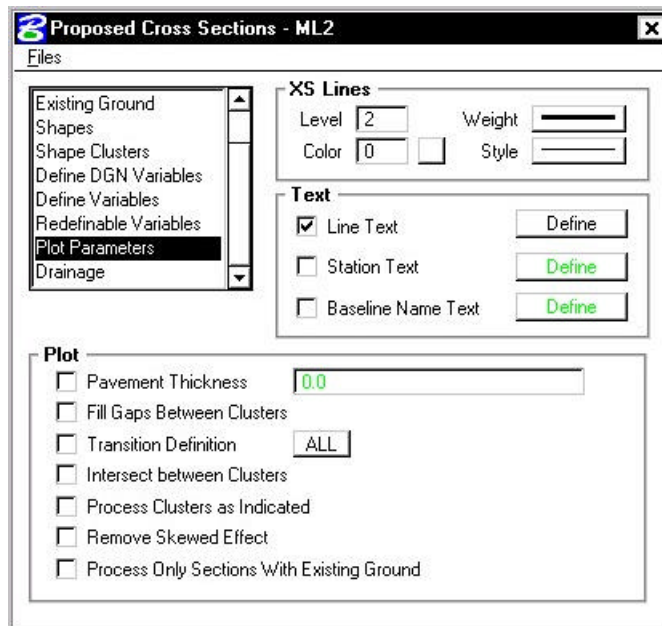 Proposed Cross Sections - ML2
Files
Existing Ground
Shapes
Shape Clusters
Define DGN Variables
Define Variables
Redefinable Variables
Plot Parameters
Drainage
XS Lines
Level 2 Weight
Color 0 Style
Text
Line Text Define
Station Text Define
Baseline Name Text Define
Plot
Pavement Thickness 0.0
Fill Gaps Between Clusters
Transition Definition ALL
Intersect between Clusters
Process Clusters as Indicated
Remove Skewed Effect
Process Only Sections With Existing Ground